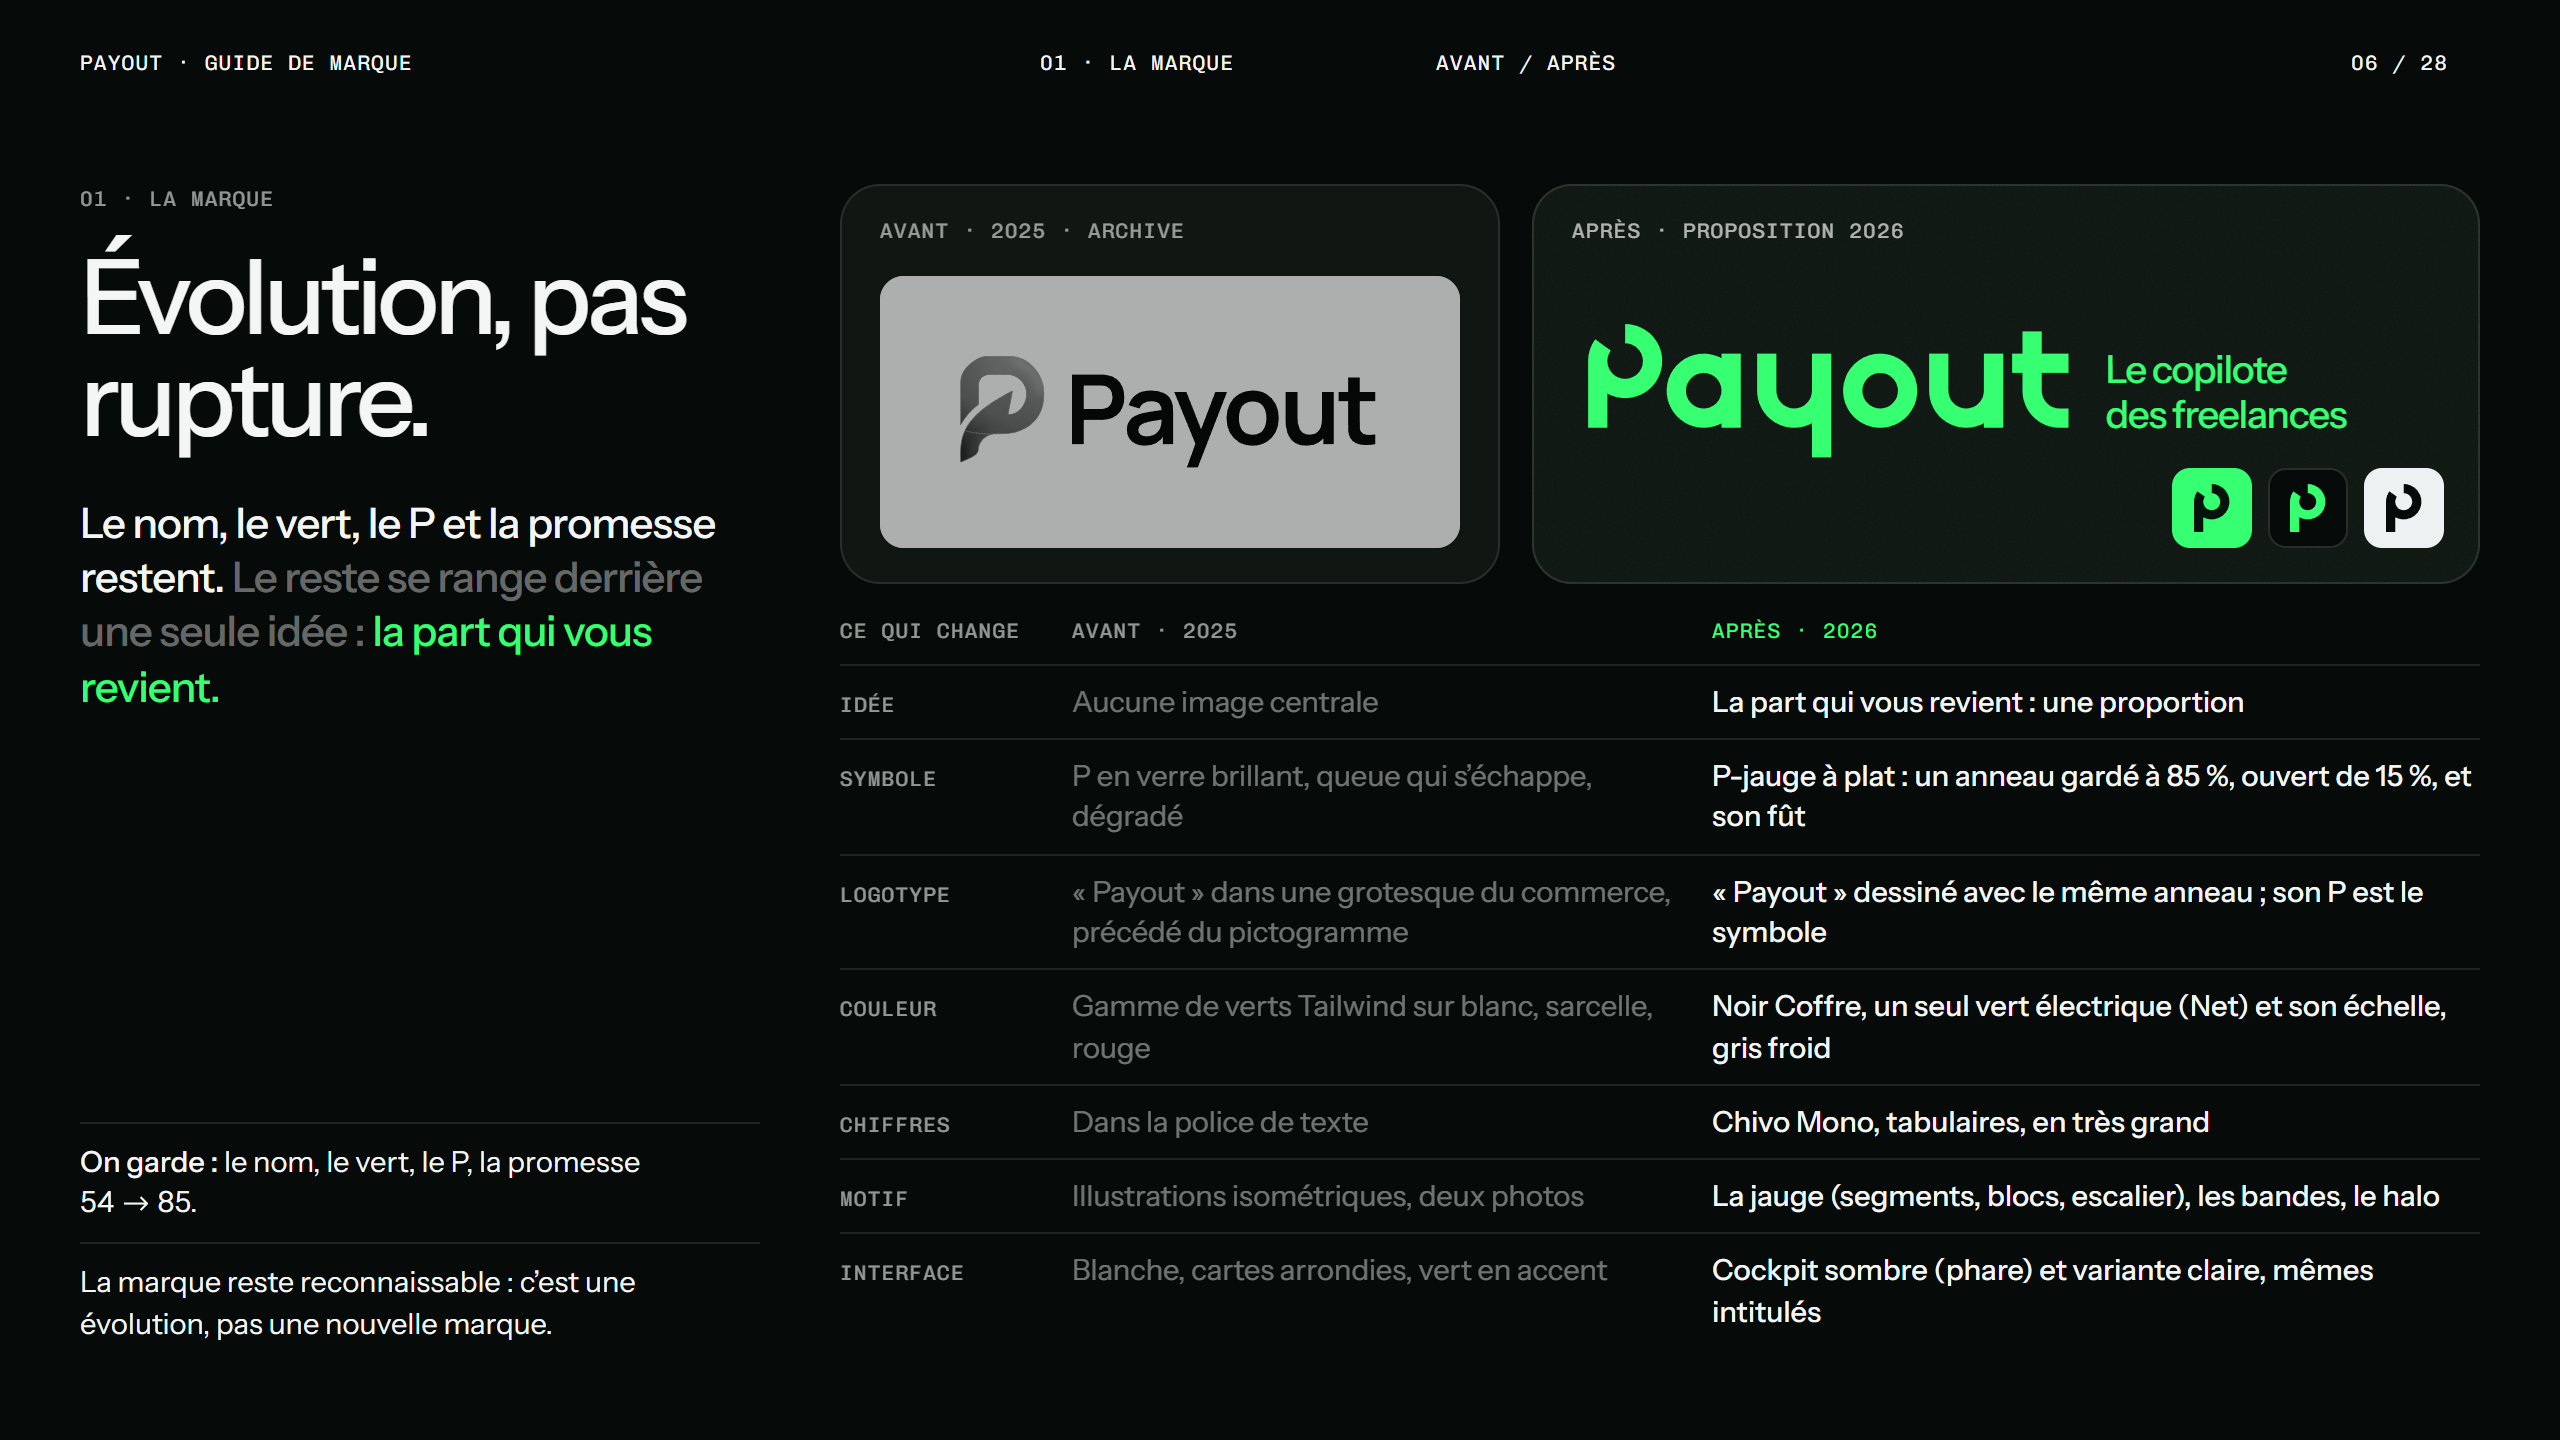 PAYOUT · GUIDE DE MARQUE
01 · LA MARQUE
AVANT / APRÈS
06 / 28
01 · LA MARQUE
Évolution, pas
rupture.
Le nom, le vert, le P et la promesse
restent. Le reste se range derrière
une seule idée : la part qui vous
revient.
On garde : le nom, le vert, le P, la promesse
54 → 85.
La marque reste reconnaissable : c’est une
évolution, pas une nouvelle marque.
AVANT · 2025 · ARCHIVE
Payout
APRÈS · PROPOSITION 2026
Payout
Le copilote
des freelances
CE QUI CHANGE
AVANT · 2025
APRÈS · 2026
IDÉE
Aucune image centrale
La part qui vous revient : une proportion
SYMBOLE
P en verre brillant, queue qui s’échappe,
dégradé
P-jauge à plat : un anneau gardé à 85 %, ouvert de 15 %, et
son fût
LOGOTYPE
« Payout » dans une grotesque du commerce,
précédé du pictogramme
« Payout » dessiné avec le même anneau ; son P est le
symbole
COULEUR
Gamme de verts Tailwind sur blanc, sarcelle,
rouge
Noir Coffre, un seul vert électrique (Net) et son échelle,
gris froid
CHIFFRES
Dans la police de texte
Chivo Mono, tabulaires, en très grand
MOTIF
Illustrations isométriques, deux photos
La jauge (segments, blocs, escalier), les bandes, le halo
INTERFACE
Blanche, cartes arrondies, vert en accent
Cockpit sombre (phare) et variante claire, mêmes
intitulés